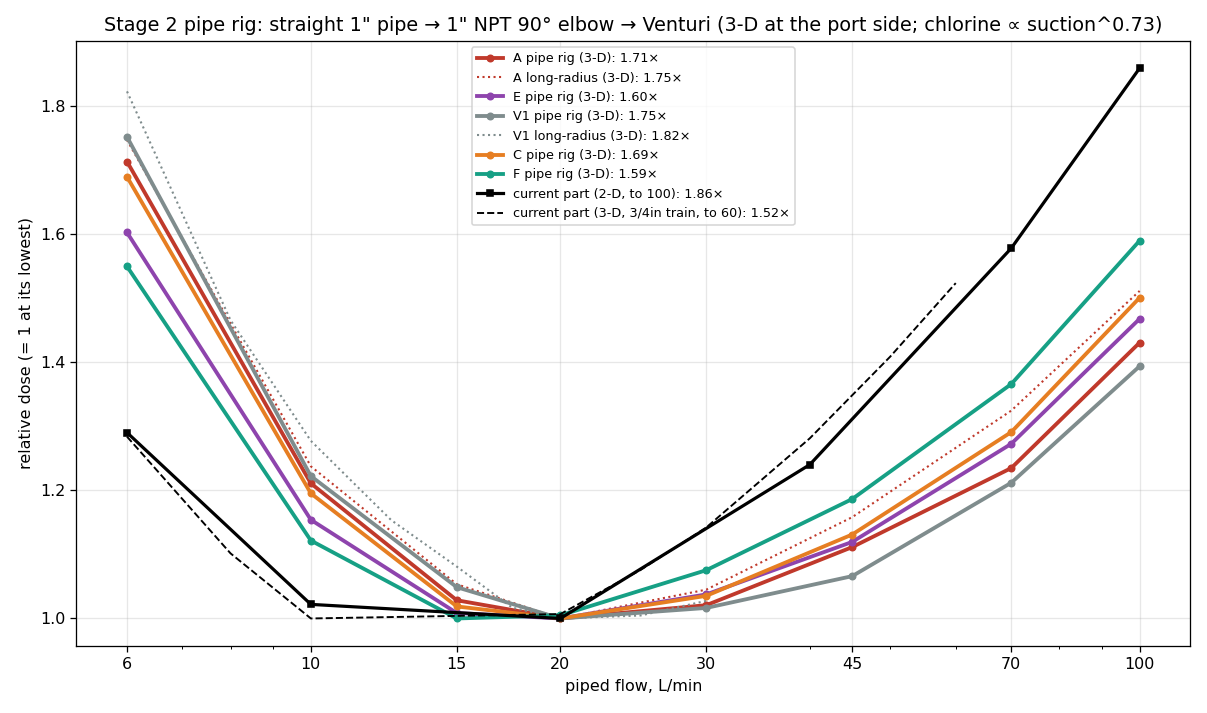 Stage 2 pipe rig: straight 1" pipe → 1" NPT 90° elbow → Venturi (3-D at the port side; chlorine ∝ suction^0.73)
A pipe rig (3-D): 1.71×
A long-radius (3-D): 1.75×
E pipe rig (3-D): 1.60×
V1 pipe rig (3-D): 1.75×
V1 long-radius (3-D): 1.82×
C pipe rig (3-D): 1.69×
F pipe rig (3-D): 1.59×
current part (2-D, to 100): 1.86×
current part (3-D, 3/4in train, to 60): 1.52×
relative dose (= 1 at its lowest)
1.8
1.6
1.4
1.2
1.0
6 10 15 20 30 45 70 100
piped flow, L/min